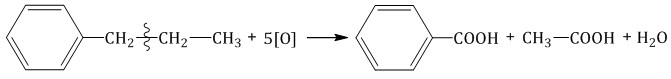 CH₂—CH₂—CH₃ + 5[O] ⟶ COOH + CH₃—COOH + H₂O